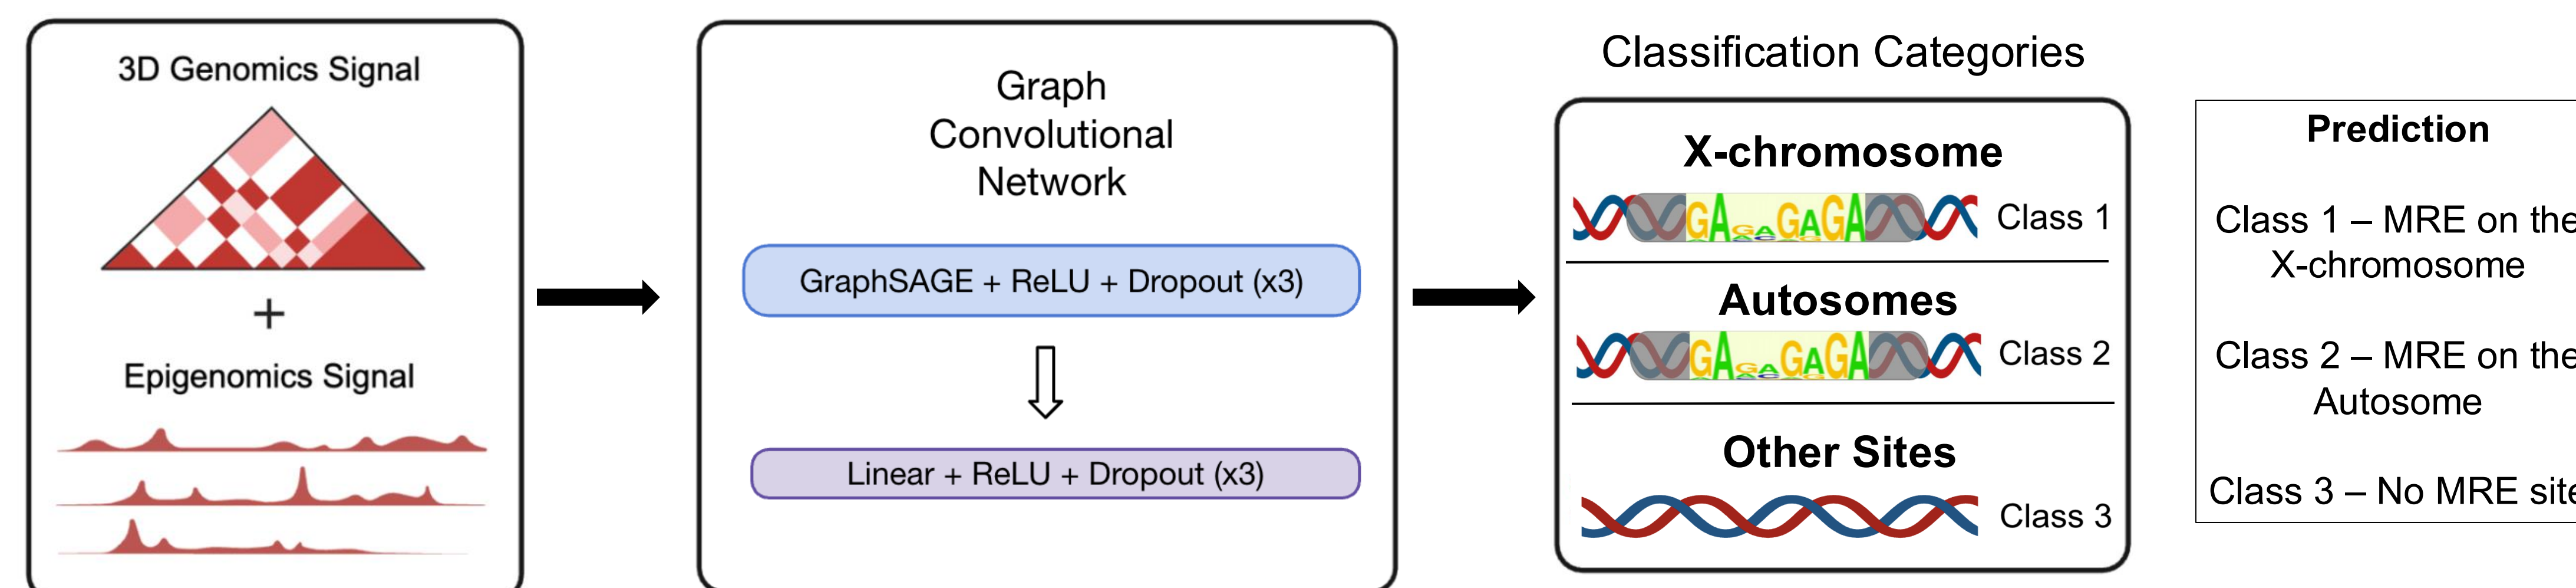 3D Genomics Signal
+
Epigenomics Signal
Graph
Convolutional
Network
GraphSAGE + ReLU + Dropout (x3)
Linear + ReLU + Dropout (x3)
Classification Categories
X-chromosome
GAGAGAGA Class 1
Autosomes
GAGAGAGA Class 2
Other Sites
Class 3
Prediction
Class 1 – MRE on the
X-chromosome
Class 2 – MRE on the
Autosome
Class 3 – No MRE site